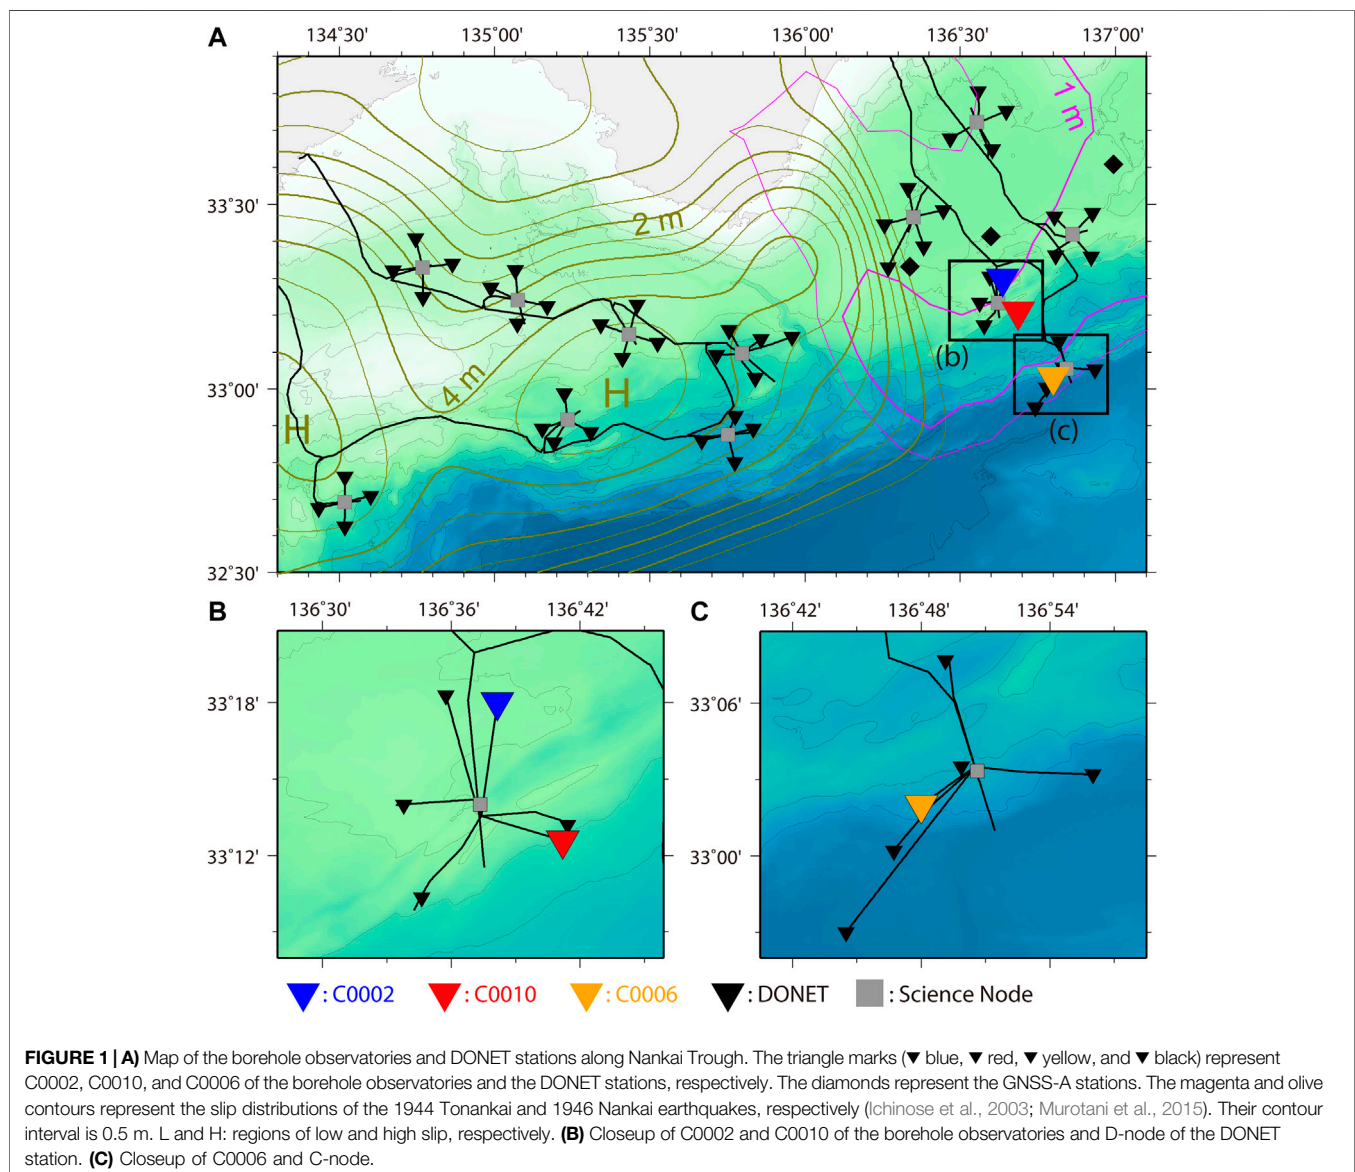 A
134°30' 135°00' 135°30' 136°00' 136°30' 137°00'
33°30'
33°00'
32°30'
1 m
2 m
4 m
H
H
(b)
(c)
B
136°30' 136°36' 136°42'
33°18'
33°12'
C
136°42' 136°48' 136°54'
33°06'
33°00'
: C0002 : C0010 : C0006 : DONET : Science Node
FIGURE 1 | A) Map of the borehole observatories and DONET stations along Nankai Trough. The triangle marks (▼ blue, ▼ red, ▼ yellow, and ▼ black) represent
C0002, C0010, and C0006 of the borehole observatories and the DONET stations, respectively. The diamonds represent the GNSS-A stations. The magenta and olive
contours represent the slip distributions of the 1944 Tonankai and 1946 Nankai earthquakes, respectively (Ichinose et al., 2003; Murotani et al., 2015). Their contour
interval is 0.5 m. L and H: regions of low and high slip, respectively. (B) Closeup of C0002 and C0010 of the borehole observatories and D-node of the DONET
station. (C) Closeup of C0006 and C-node.